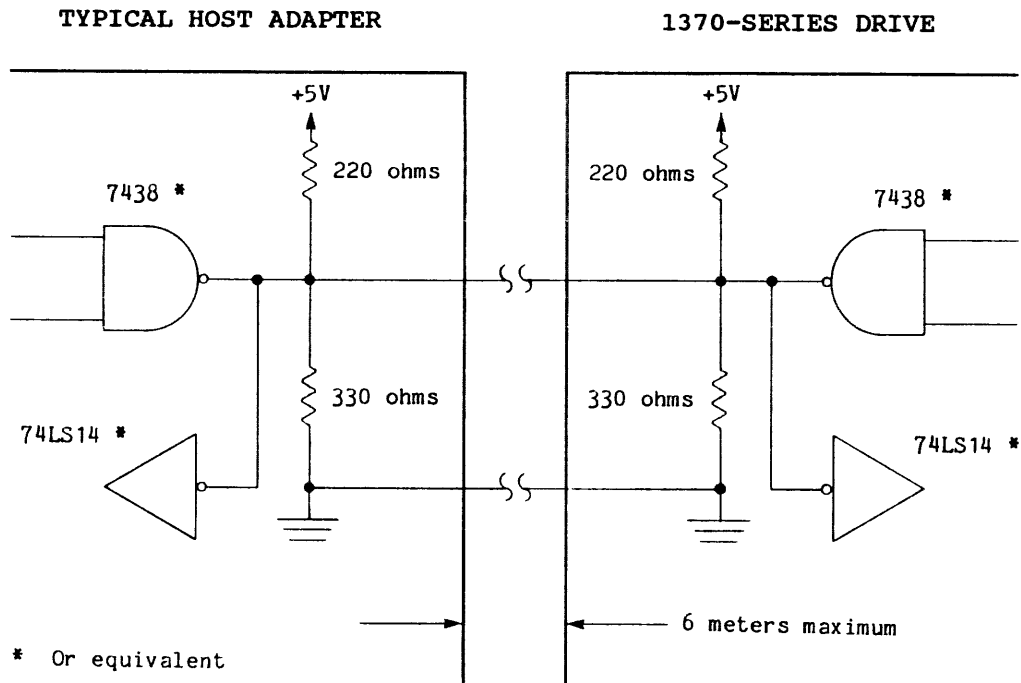 TYPICAL HOST ADAPTER
1370-SERIES DRIVE
+5V
+5V
220 ohms
220 ohms
7438 *
7438 *
330 ohms
330 ohms
74LS14 *
74LS14 *
6 meters maximum
* Or equivalent